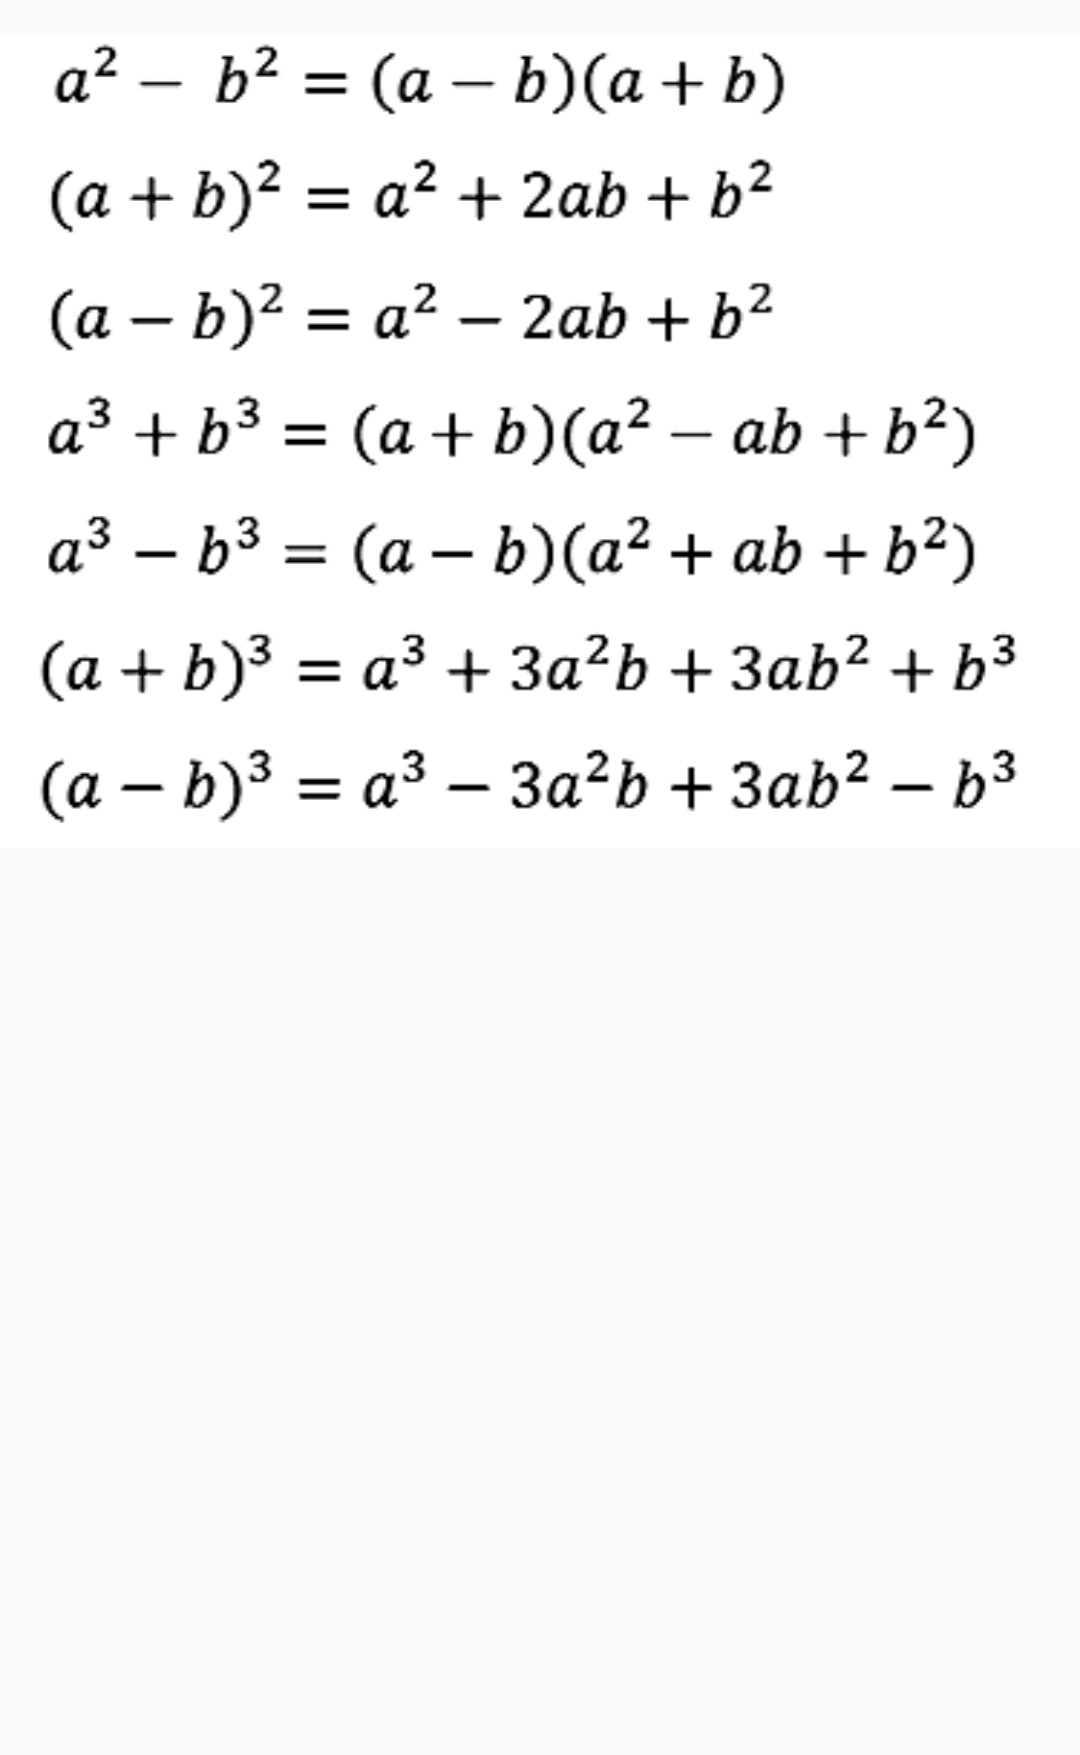 a² − b² = (a − b)(a + b)
(a + b)² = a² + 2ab + b²
(a − b)² = a² − 2ab + b²
a³ + b³ = (a + b)(a² − ab + b²)
a³ − b³ = (a − b)(a² + ab + b²)
(a + b)³ = a³ + 3a²b + 3ab² + b³
(a − b)³ = a³ − 3a²b + 3ab² − b³